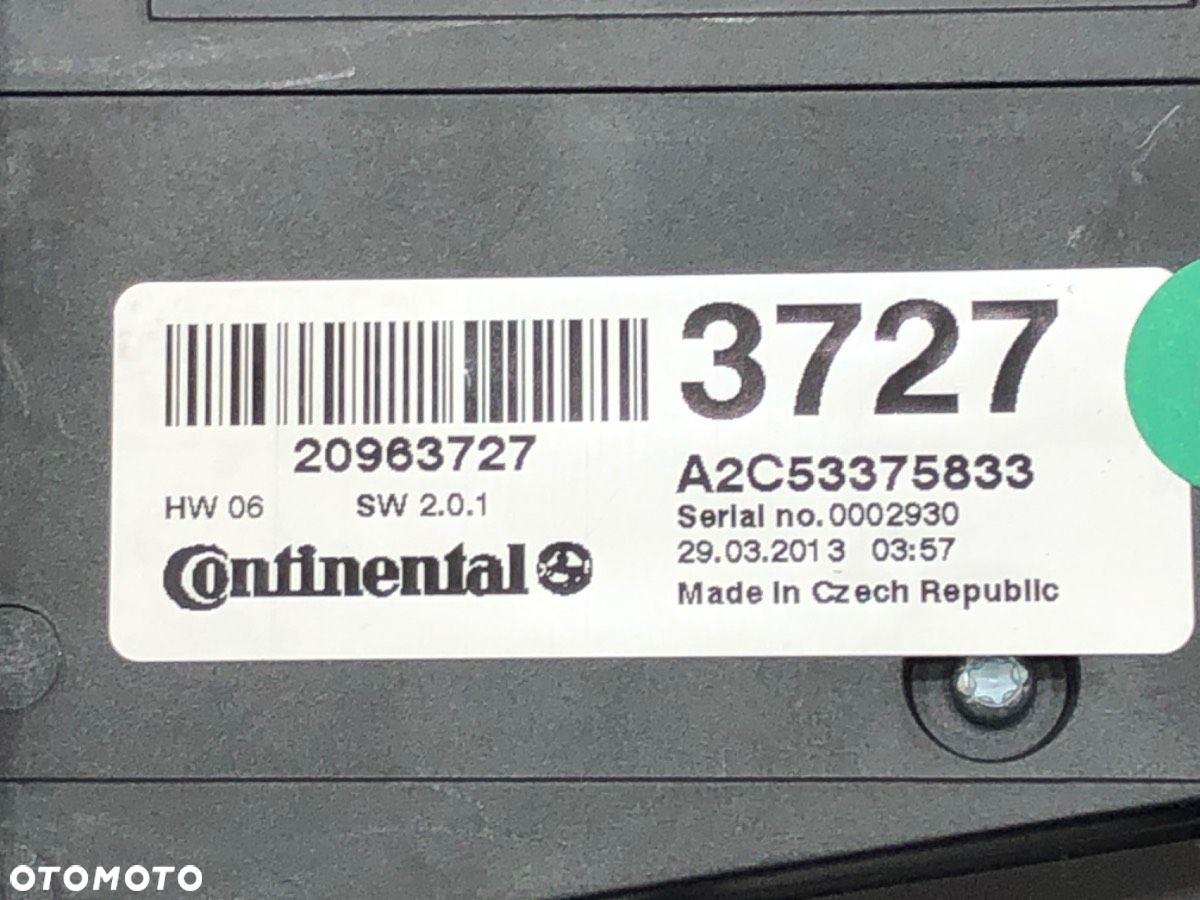 3727
20963727
A2C53375833
HW 06 SW 2.0.1
Serial no.0002930
Continental
29.03.2013 03:57
Made in Czech Republic
OTOMOTO